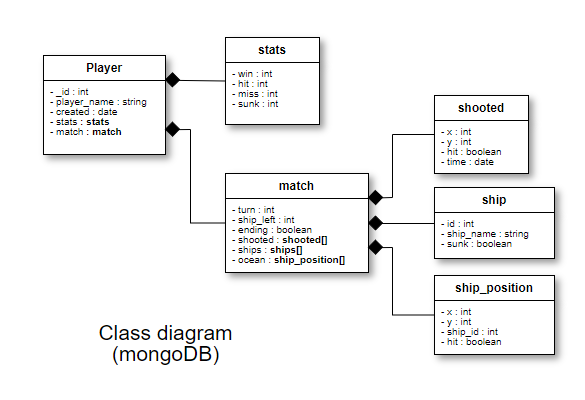 Player
- _id : int
- player_name : string
- created : date
- stats : stats
- match : match
stats
- win : int
- hit : int
- miss : int
- sunk : int
match
- turn : int
- ship_left : int
- ending : boolean
- shooted : shooted[]
- ships : ships[]
- ocean : ship_position[]
shooted
- x : int
- y : int
- hit : boolean
- time : date
ship
- id : int
- ship_name : string
- sunk : boolean
ship_position
- x : int
- y : int
- ship_id : int
- hit : boolean
Class diagram
(mongoDB)